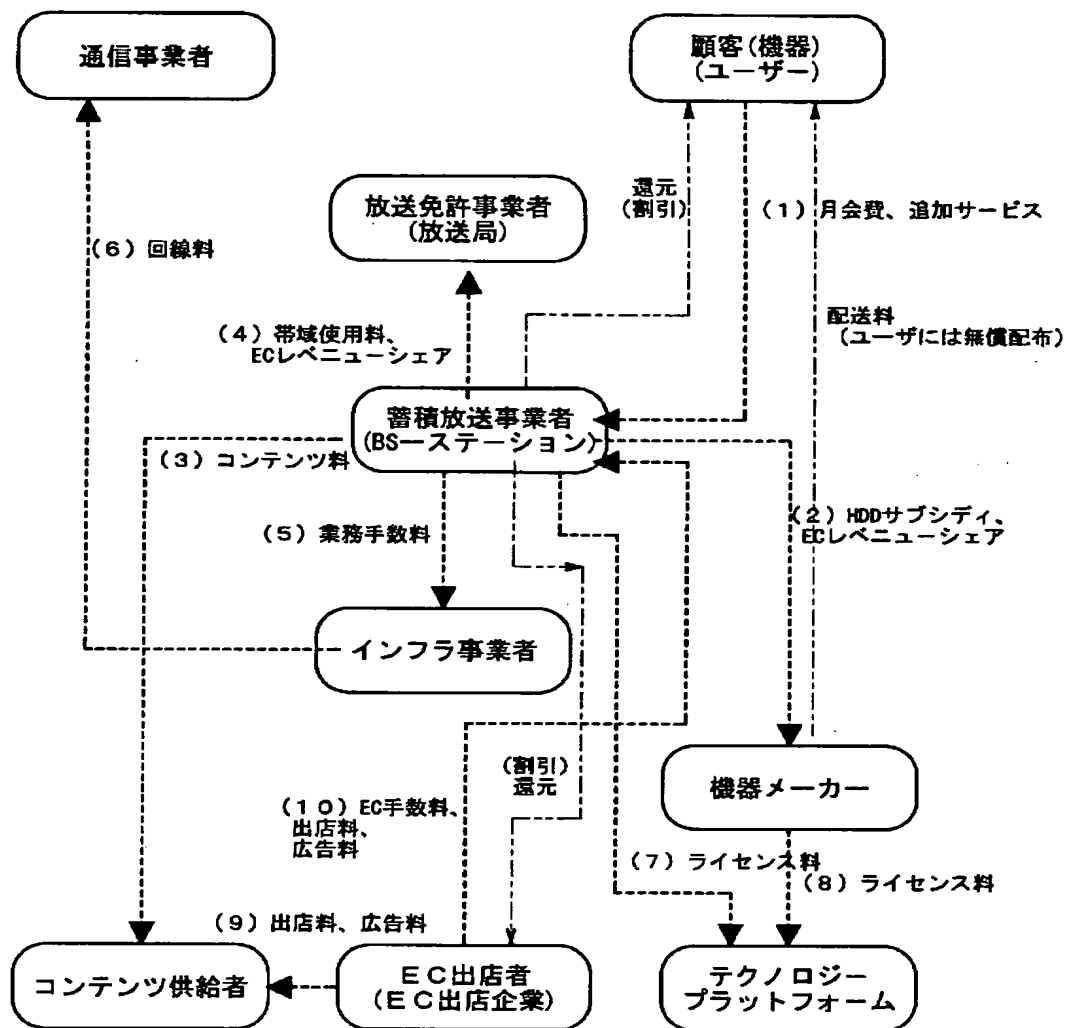 通信事業者
顧客(機器)
(ユーザー)
放送免許事業者
(放送局)
還元
(割引)
(1)月会費、追加サービス
(6)回線料
(4)帯域使用料、
ECレベニューシェア
配送料
(ユーザには無償配布)
蓄積放送事業者
(BSーステーション)
(3)コンテンツ料
(5)業務手数料
(2)HDDサブシディ、
ECレベニューシェア
インフラ事業者
(割引)
還元
機器メーカー
(10)EC手数料、
出店料、
広告料
(7)ライセンス料
(8)ライセンス料
(9)出店料、広告料
コンテンツ供給者
EC出店者
(EC出店企業)
テクノロジー
プラットフォーム